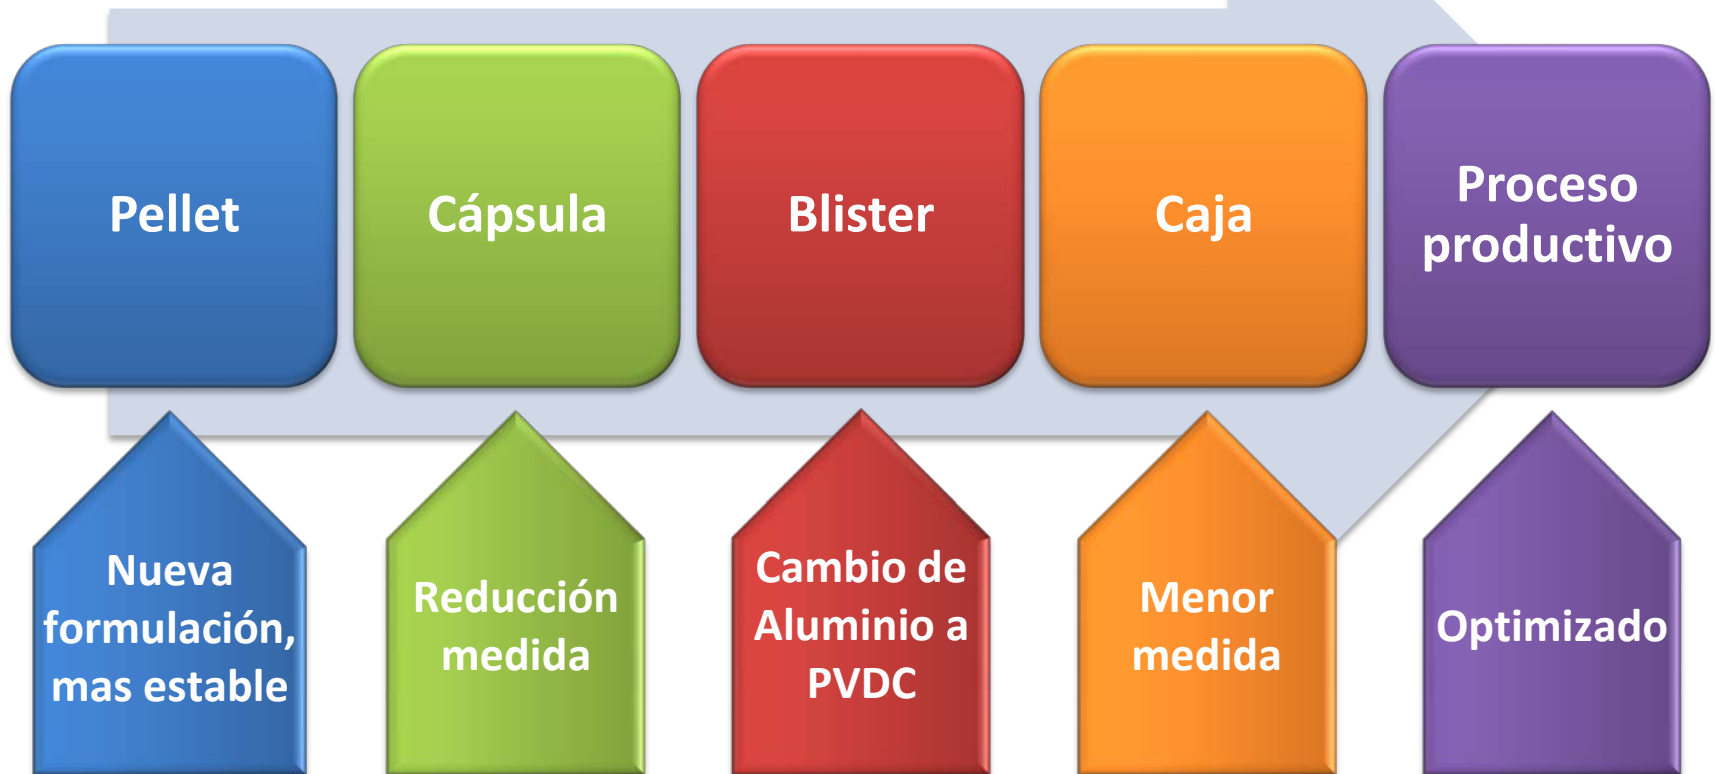 Pellet
Cápsula
Blister
Caja
Proceso
productivo
Nueva
formulación,
mas estable
Reducción
medida
Cambio de
Aluminio a
PVDC
Menor
medida
Optimizado